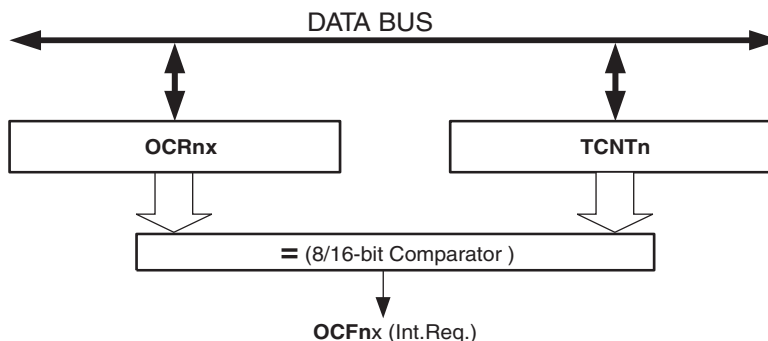 DATA BUS
OCRnx
TCNTn
= (8/16-bit Comparator )
OCFnx (Int.Req.)